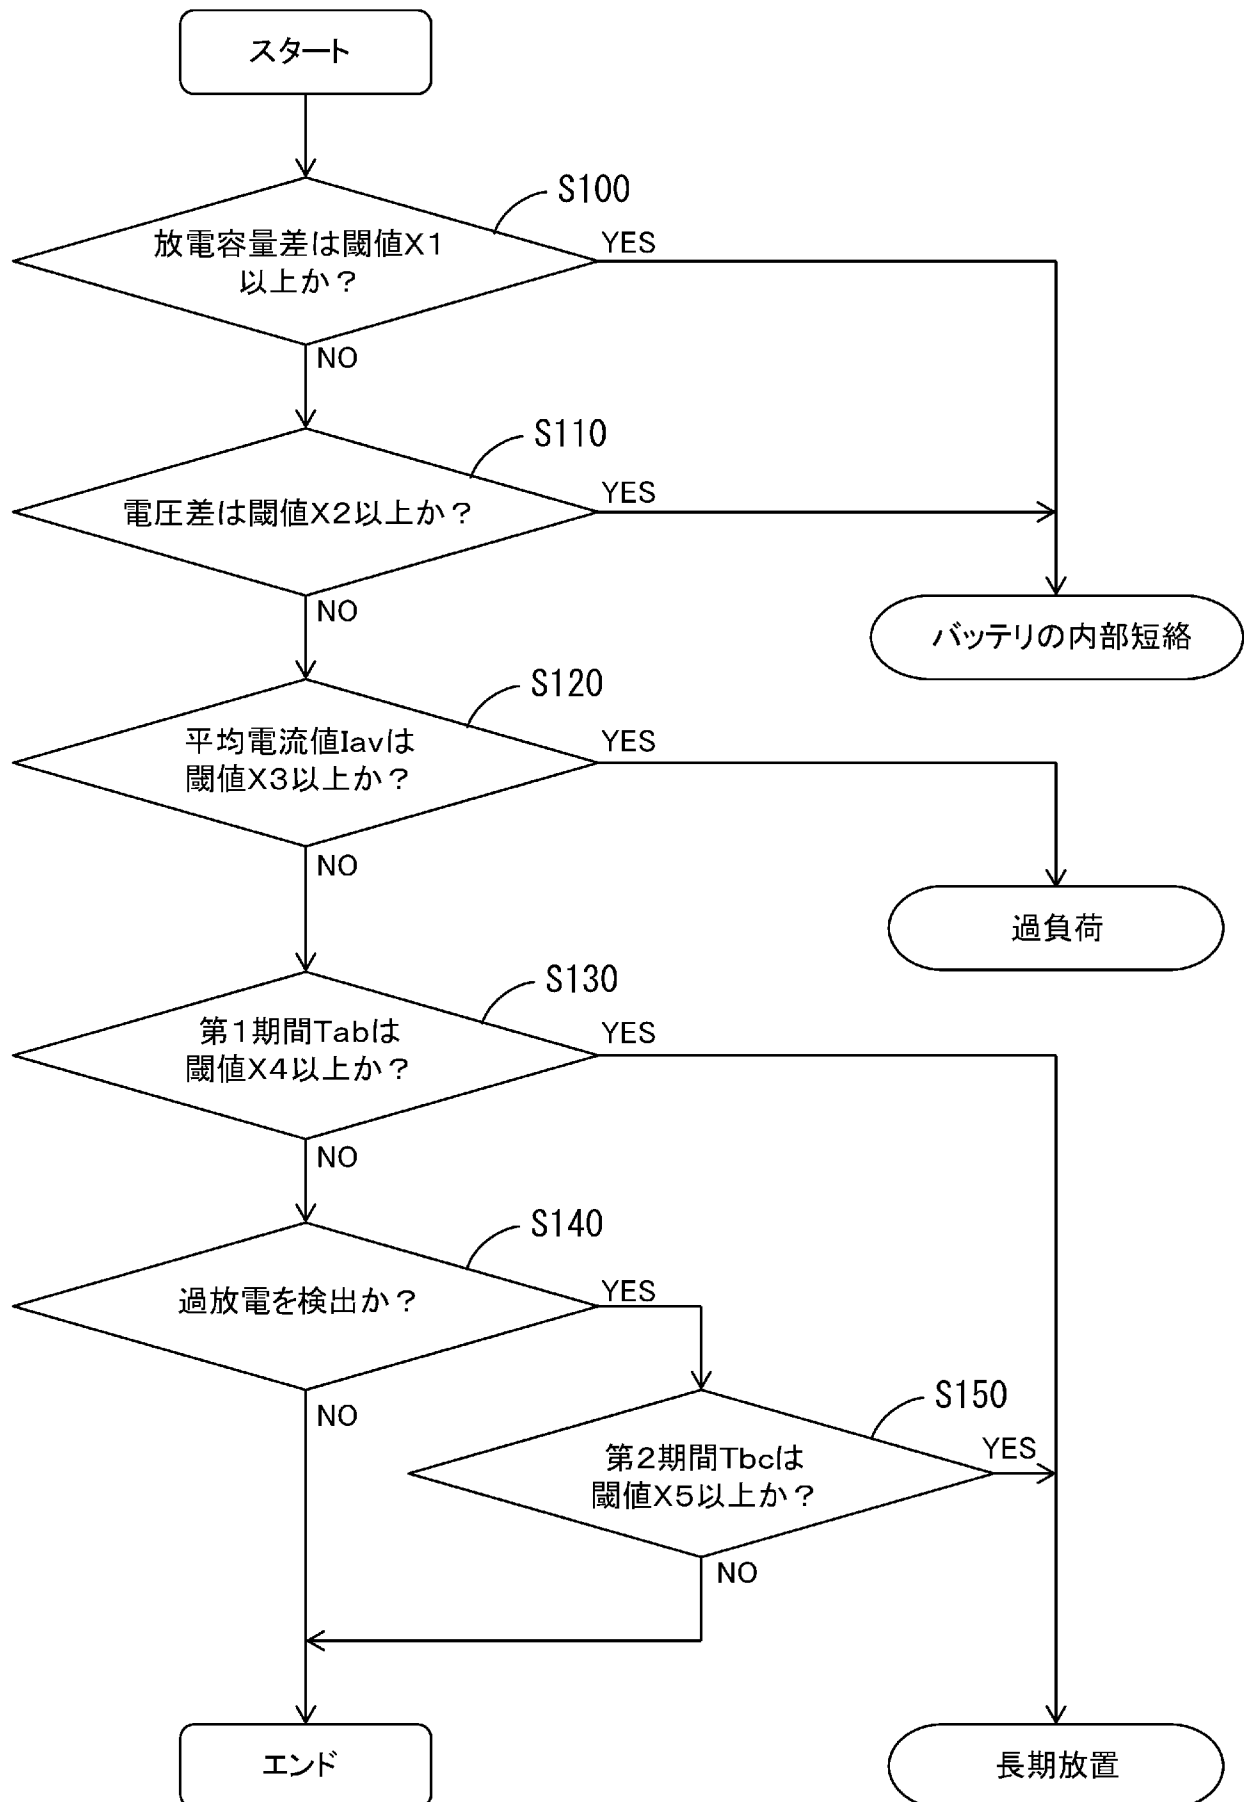 スタート
S100
放電容量差は閾値X1
以上か？
YES
NO
S110
電圧差は閾値X2以上か？
YES
NO
バッテリの内部短絡
S120
平均電流値Iavは
閾値X3以上か？
YES
NO
過負荷
S130
第1期間Tabは
閾値X4以上か？
YES
NO
S140
過放電を検出か？
YES
NO
S150
第2期間Tbcは
閾値X5以上か？
YES
NO
エンド
長期放置